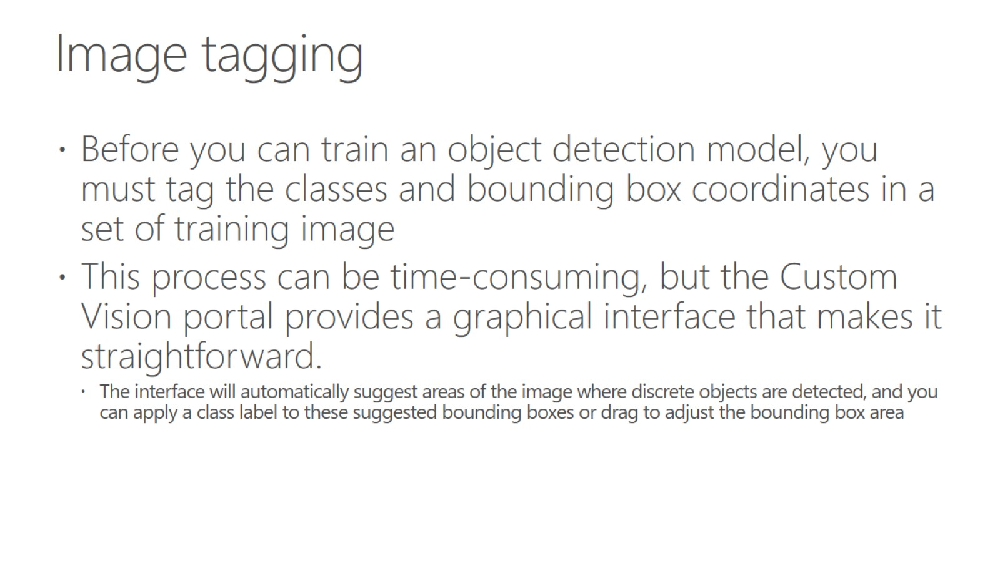 Image tagging
• Before you can train an object detection model, you
must tag the classes and bounding box coordinates in a
set of training image
• This process can be time-consuming, but the Custom
Vision portal provides a graphical interface that makes it
straightforward.
• The interface will automatically suggest areas of the image where discrete objects are detected, and you
can apply a class label to these suggested bounding boxes or drag to adjust the bounding box area